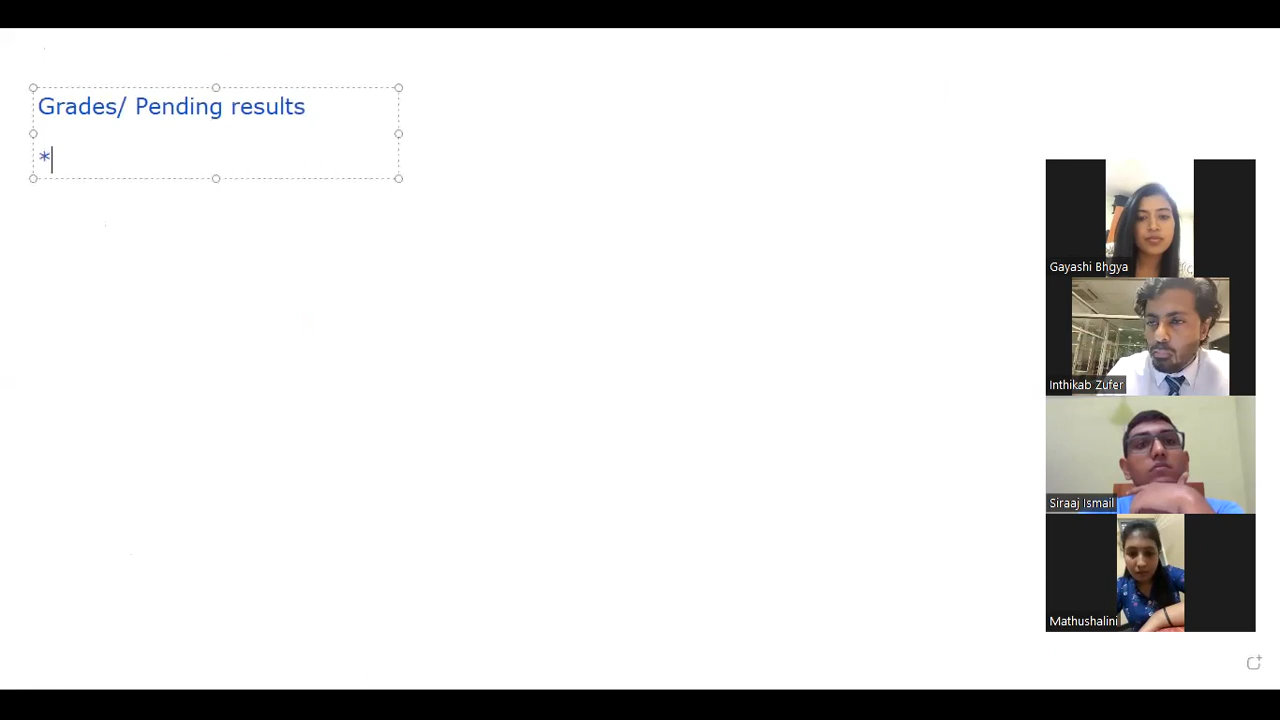 Grades/ Pending results
*
Gayashi Bhgya
Inthikab Zufer
Siraaj Ismail
Mathushalini